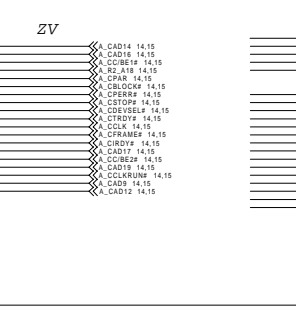 ZV
A_CAD14 14,15
A_CAD16 14,15
A_CC/BE1# 14,15
A_R2_A18 14,15
A_CPAR 14,15
A_CBLOCK# 14,15
A_CPERR# 14,15
A_CSTOP# 14,15
A_CDEVSEL# 14,15
A_CTRDY# 14,15
A_CCLK 14,15
A_CFRAME# 14,15
A_CIRDY# 14,15
A_CAD17 14,15
A_CC/BE2# 14,15
A_CAD19 14,15
A_CCLKRUN# 14,15
A_CAD9 14,15
A_CAD12 14,15